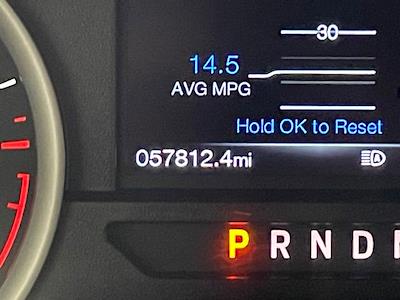 30
14.5
AVG MPG
Hold OK to Reset
057812.4mi
P R N D